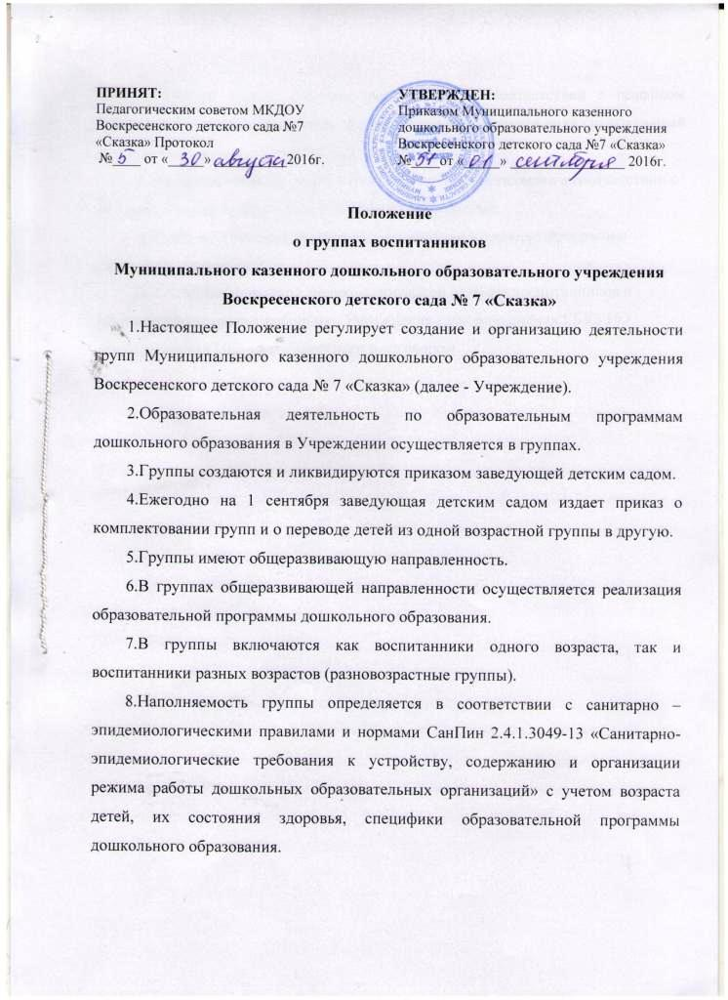 ПРИНЯТ:
Педагогическим советом МКДОУ
Воскресенского детского сада №7
«Сказка» Протокол
№ 5 от « 30 » августа 2016г.
УТВЕРЖДЕН:
Приказом Муниципального казенного
дошкольного образовательного учреждения
Воскресенского детского сада №7 «Сказка»
№ 51 от « 01 » сентября 2016г.
Положение
о группах воспитанников
Муниципального казенного дошкольного образовательного учреждения
Воскресенского детского сада № 7 «Сказка»
1.Настоящее Положение регулирует создание и организацию деятельности
групп Муниципального казенного дошкольного образовательного учреждения
Воскресенского детского сада № 7 «Сказка» (далее - Учреждение).
2.Образовательная деятельность по образовательным программам
дошкольного образования в Учреждении осуществляется в группах.
3.Группы создаются и ликвидируются приказом заведующей детским садом.
4.Ежегодно на 1 сентября заведующая детским садом издает приказ о
комплектовании групп и о переводе детей из одной возрастной группы в другую.
5.Группы имеют общеразвивающую направленность.
6.В группах общеразвивающей направленности осуществляется реализация
образовательной программы дошкольного образования.
7.В группы включаются как воспитанники одного возраста, так и
воспитанники разных возрастов (разновозрастные группы).
8.Наполняемость группы определяется в соответствии с санитарно –
эпидемиологическими правилами и нормами СанПин 2.4.1.3049-13 «Санитарно-
эпидемиологические требования к устройству, содержанию и организации
режима работы дошкольных образовательных организаций» с учетом возраста
детей, их состояния здоровья, специфики образовательной программы
дошкольного образования.